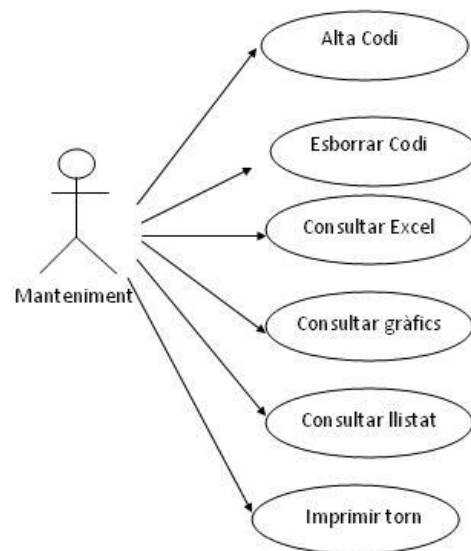 Alta Codi
Esborrar Codi
Consultar Excel
Manteniment
Consultar gràfics
Consultar llistat
Imprimir torn